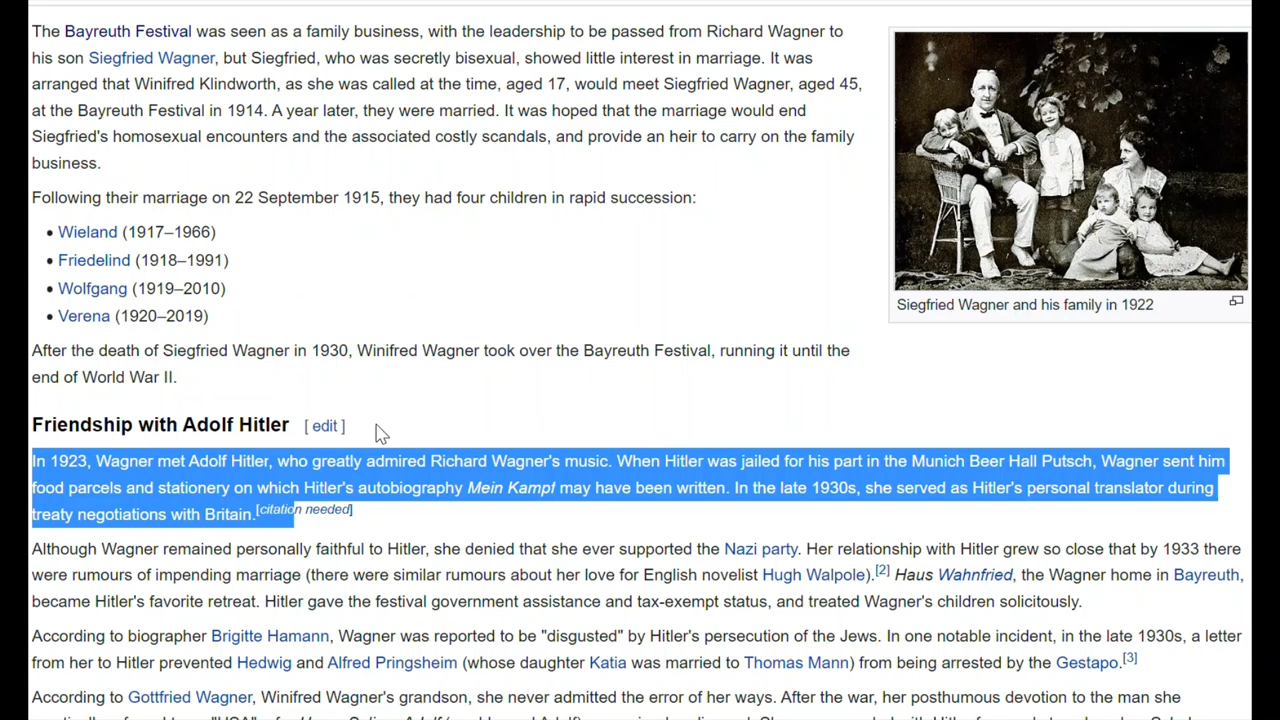 The Bayreuth Festival was seen as a family business, with the leadership to be passed from Richard Wagner to
his son Siegfried Wagner, but Siegfried, who was secretly bisexual, showed little interest in marriage. It was
arranged that Winifred Klindworth, as she was called at the time, aged 17, would meet Siegfried Wagner, aged 45,
at the Bayreuth Festival in 1914. A year later, they were married. It was hoped that the marriage would end
Siegfried's homosexual encounters and the associated costly scandals, and provide an heir to carry on the family
business.
Following their marriage on 22 September 1915, they had four children in rapid succession:
• Wieland (1917–1966)
• Friedelind (1918–1991)
• Wolfgang (1919–2010)
• Verena (1920–2019)
After the death of Siegfried Wagner in 1930, Winifred Wagner took over the Bayreuth Festival, running it until the
end of World War II.
Siegfried Wagner and his family in 1922
Friendship with Adolf Hitler [ edit ]
In 1923, Wagner met Adolf Hitler, who greatly admired Richard Wagner's music. When Hitler was jailed for his part in the Munich Beer Hall Putsch, Wagner sent him
food parcels and stationery on which Hitler's autobiography Mein Kampf may have been written. In the late 1930s, she served as Hitler's personal translator during
treaty negotiations with Britain.[citation needed]
Although Wagner remained personally faithful to Hitler, she denied that she ever supported the Nazi party. Her relationship with Hitler grew so close that by 1933 there
were rumours of impending marriage (there were similar rumours about her love for English novelist Hugh Walpole).[2] Haus Wahnfried, the Wagner home in Bayreuth,
became Hitler's favorite retreat. Hitler gave the festival government assistance and tax-exempt status, and treated Wagner's children solicitously.
According to biographer Brigitte Hamann, Wagner was reported to be "disgusted" by Hitler's persecution of the Jews. In one notable incident, in the late 1930s, a letter
from her to Hitler prevented Hedwig and Alfred Pringsheim (whose daughter Katia was married to Thomas Mann) from being arrested by the Gestapo.[3]
According to Gottfried Wagner, Winifred Wagner's grandson, she never admitted the error of her ways. After the war, her posthumous devotion to the man she